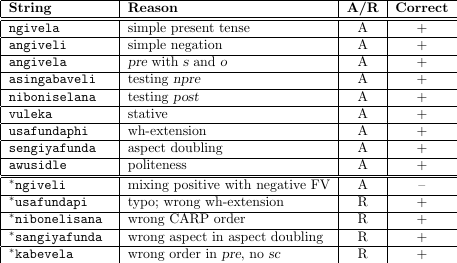 String Reason A/R Correct
ngivela simple present tense A +
angiveli simple negation A +
angivela pre with s and o A +
asingabaveli testing npre A +
niboniselana testing post A +
vuleka stative A +
usafundaphi wh-extension A +
sengiyafunda aspect doubling A +
awusidle politeness A +
*ngiveli mixing positive with negative FV A –
*usafundapi typo; wrong wh-extension R +
*nibonelisana wrong CARP order R +
*sangiyafunda wrong aspect in aspect doubling R +
*kabevela wrong order in pre, no sc R +